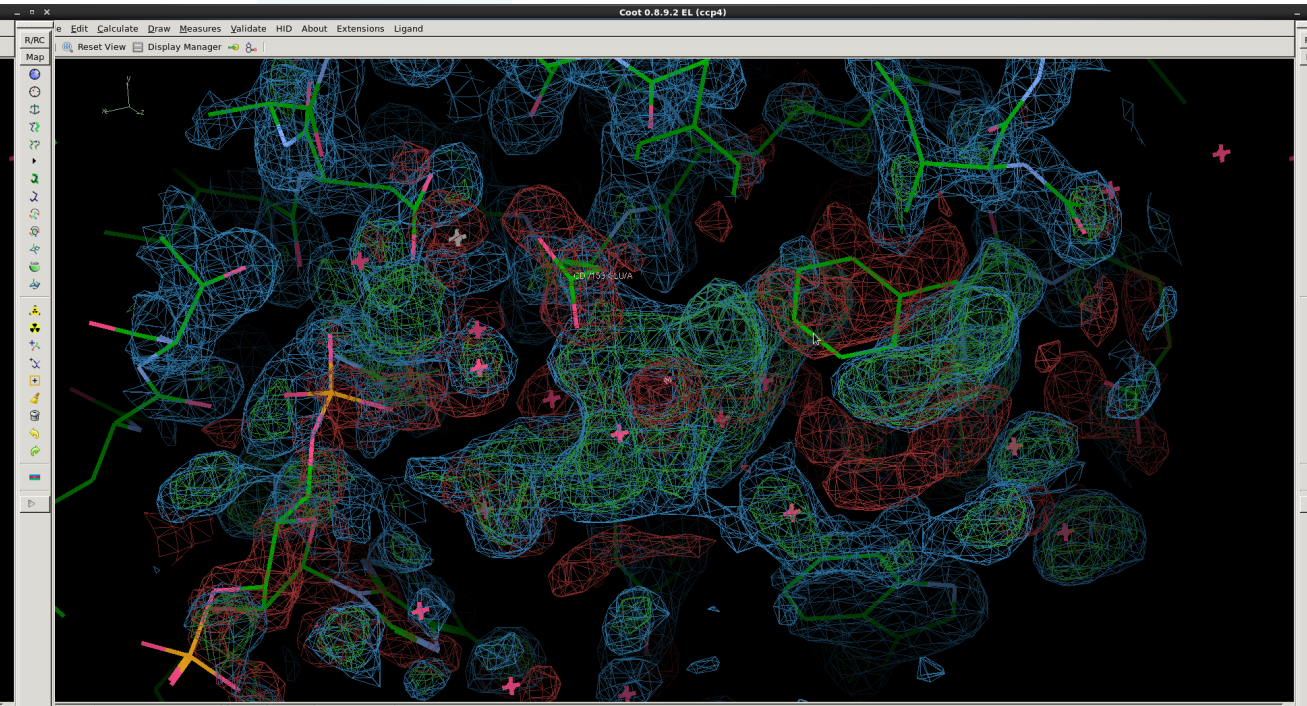 Coot 0.8.9.2 EL (ccp4)
e Edit Calculate Draw Measures Validate HID About Extensions Ligand
R/RC
Reset View Display Manager
Map